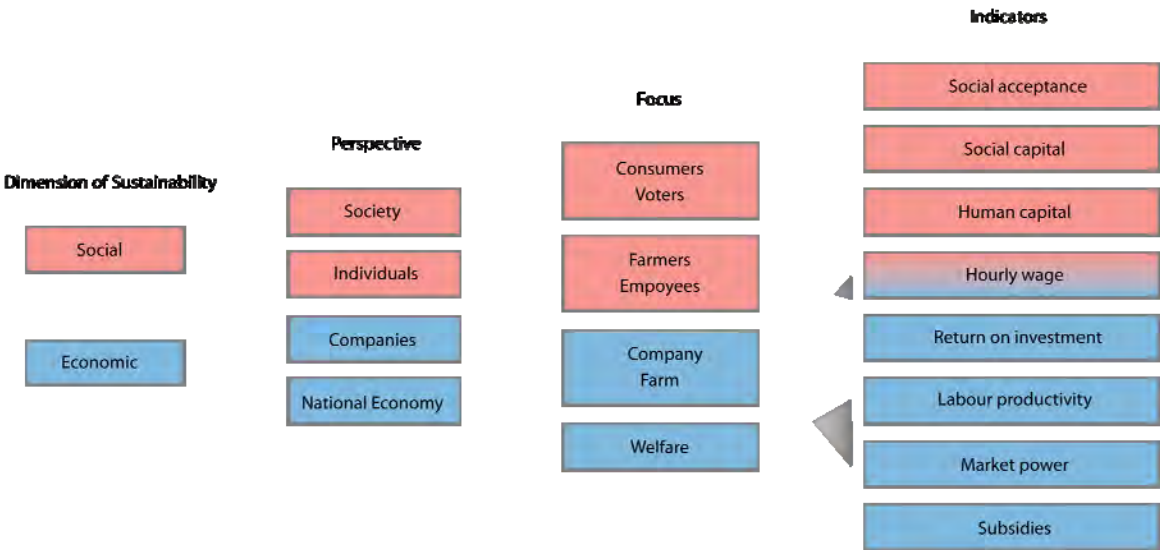 Dimension of Sustainability
Social
Economic
Perspective
Society
Individuals
Companies
National Economy
Focus
Consumers
Voters
Farmers
Empoyees
Company
Farm
Welfare
Indicators
Social acceptance
Social capital
Human capital
Hourly wage
Return on investment
Labour productivity
Market power
Subsidies